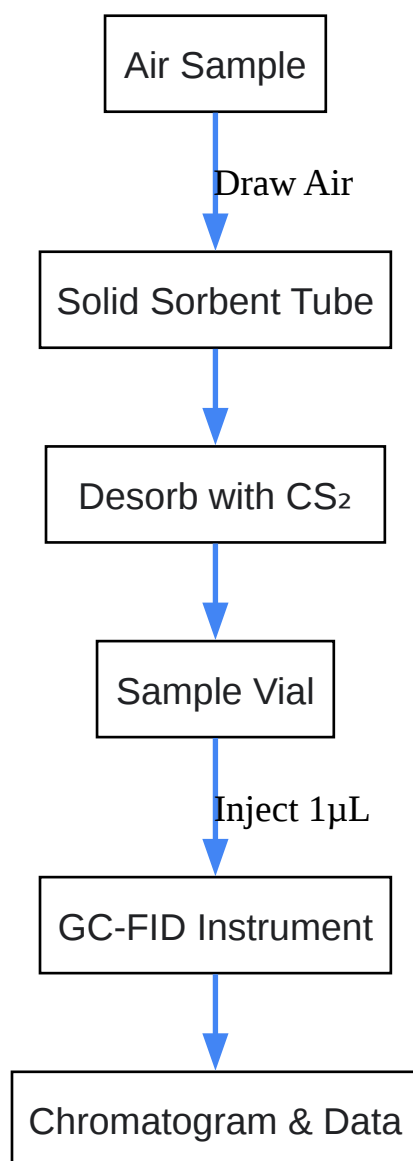 Air Sample
Draw Air
Solid Sorbent Tube
Desorb with CS₂
Sample Vial
Inject 1µL
GC-FID Instrument
Chromatogram & Data